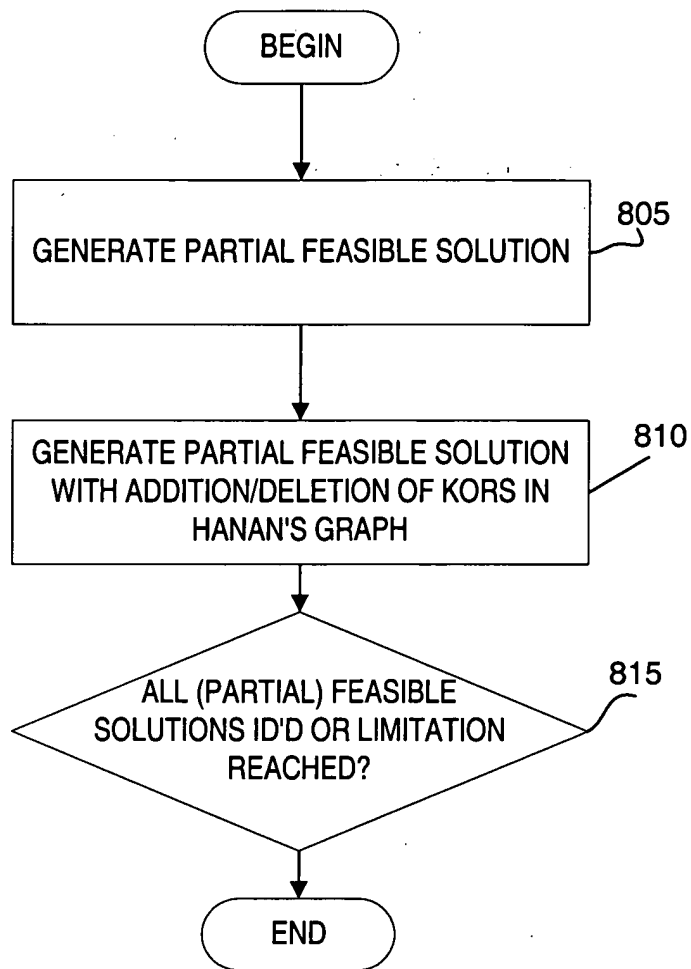 BEGIN
GENERATE PARTIAL FEASIBLE SOLUTION
805
GENERATE PARTIAL FEASIBLE SOLUTION
WITH ADDITION/DELETION OF KORS IN
HANAN'S GRAPH
810
ALL (PARTIAL) FEASIBLE
SOLUTIONS ID'D OR LIMITATION
REACHED?
815
END